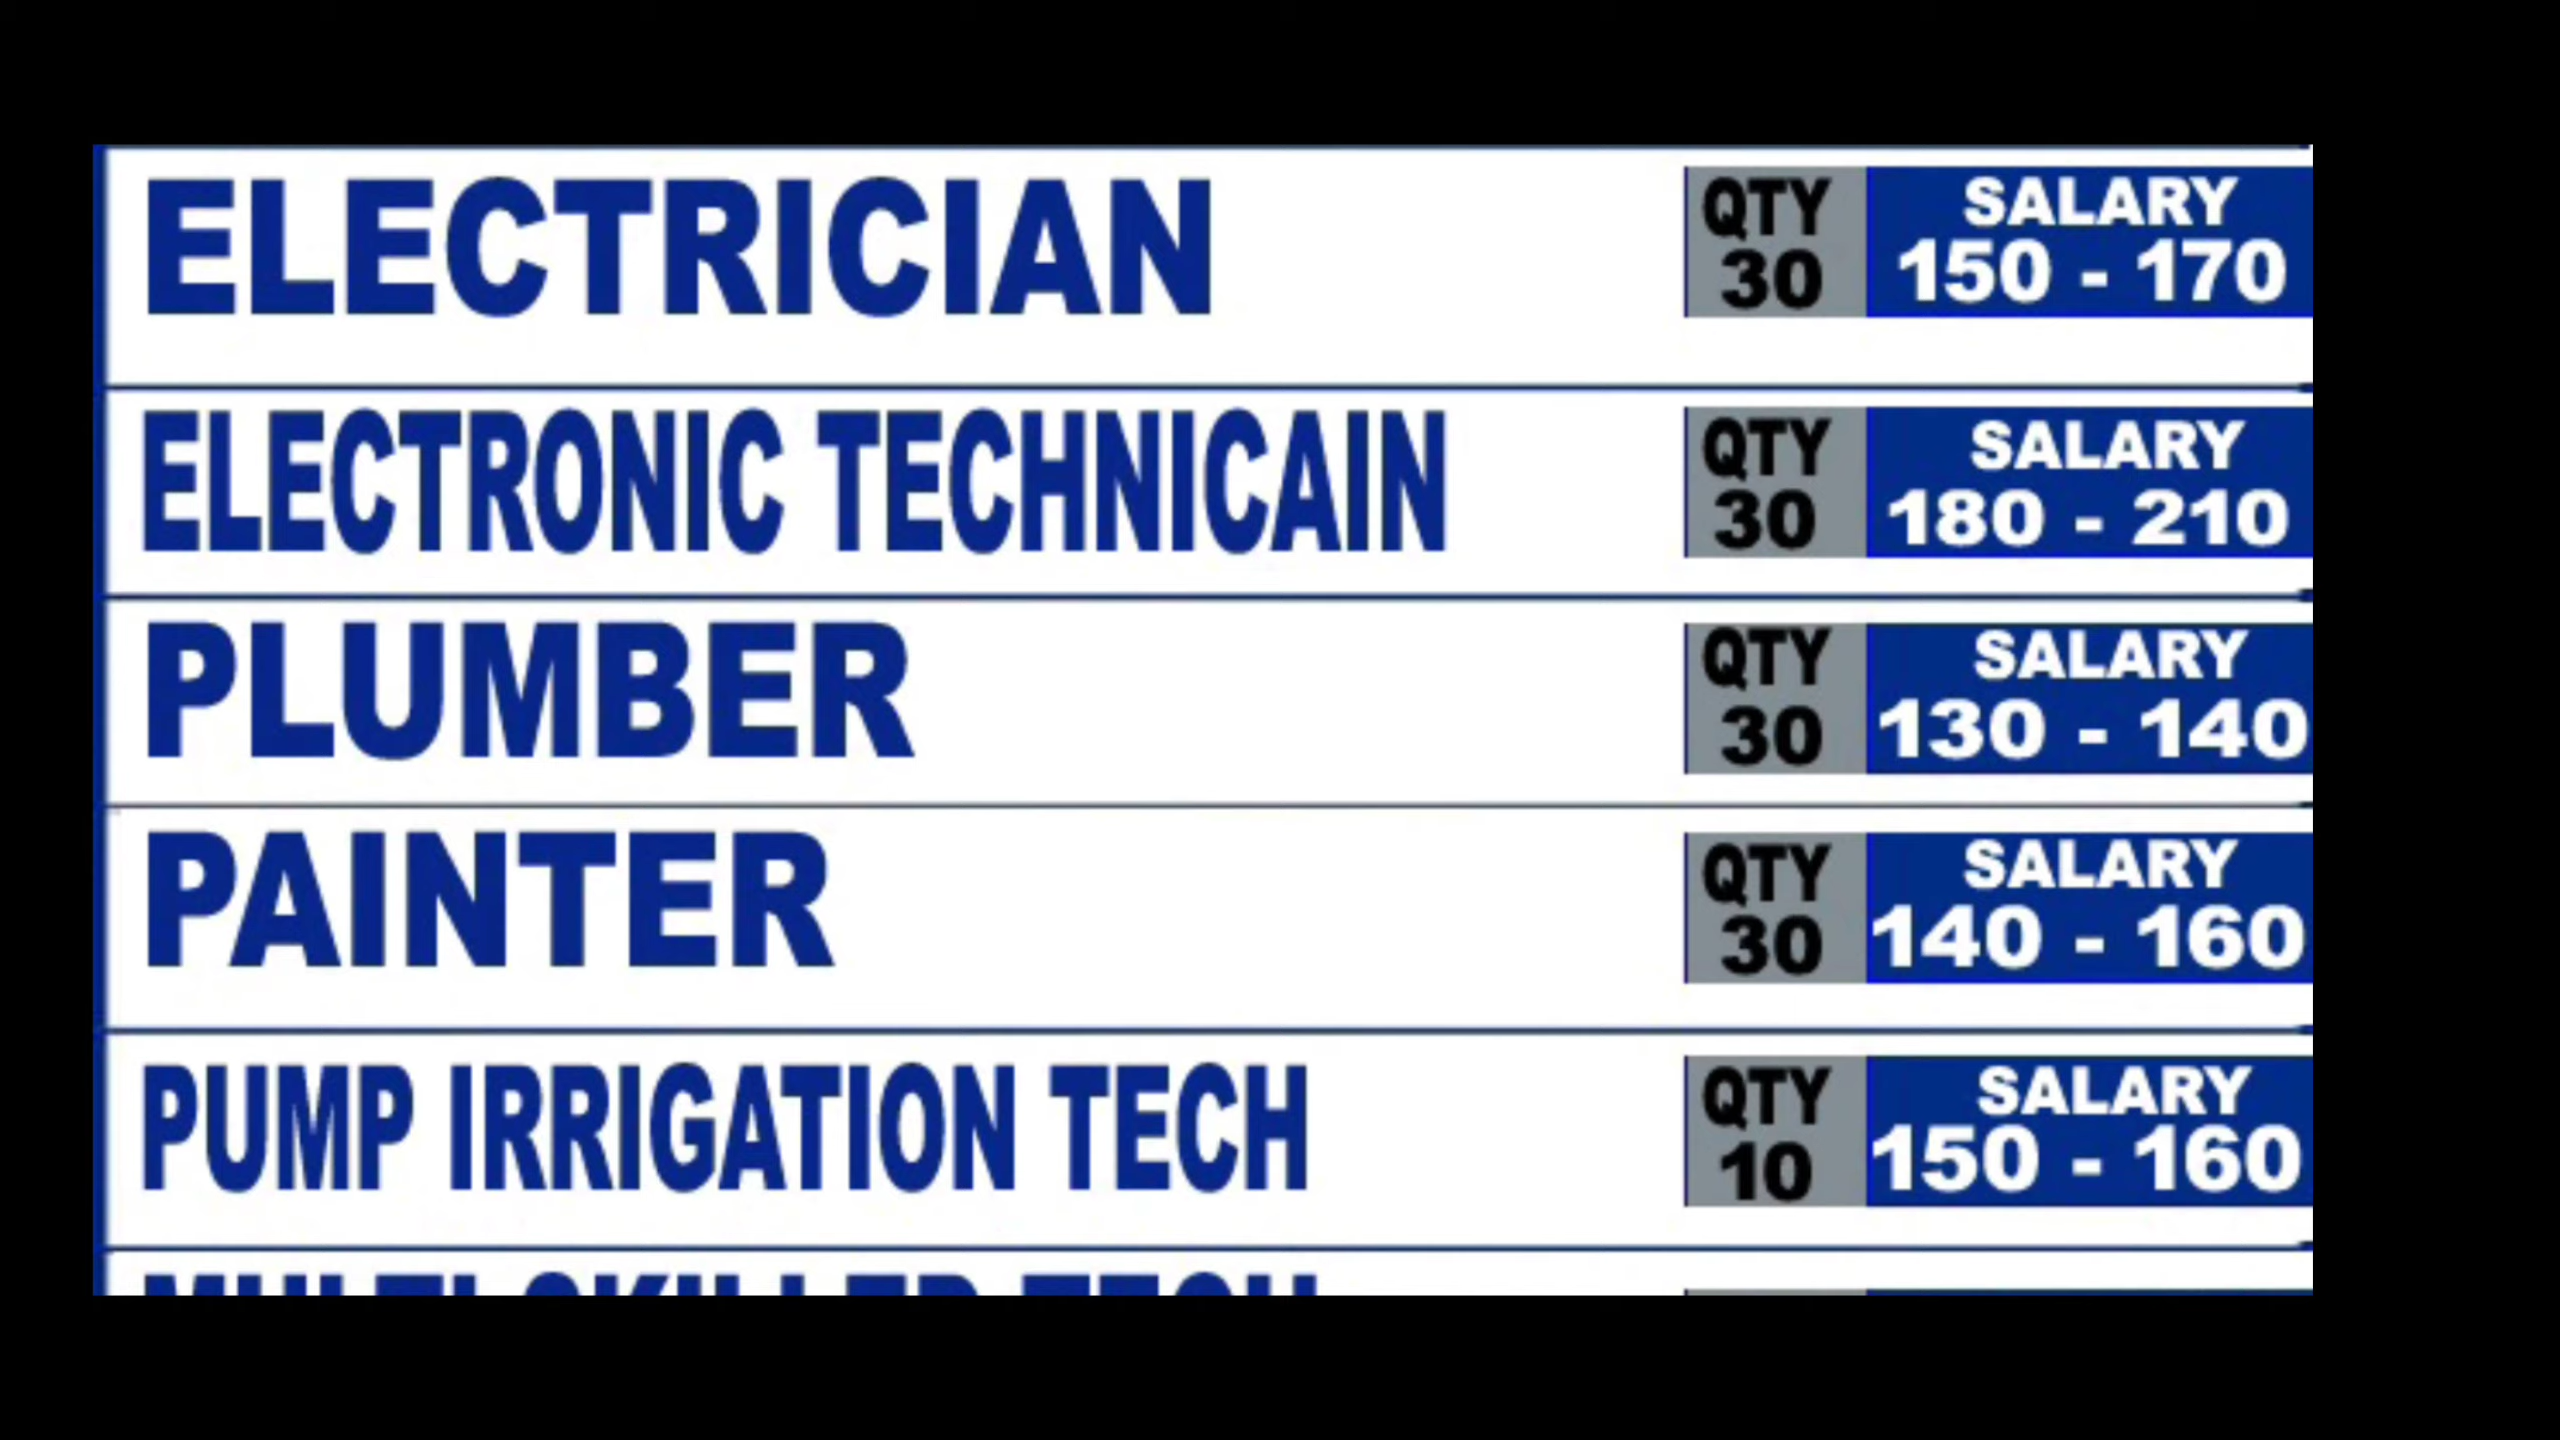 ELECTRICIAN
QTY
30
SALARY
150 - 170
ELECTRONIC TECHNICAIN
QTY
30
SALARY
180 - 210
PLUMBER
QTY
30
SALARY
130 - 140
PAINTER
QTY
30
SALARY
140 - 160
PUMP IRRIGATION TECH
QTY
10
SALARY
150 - 160